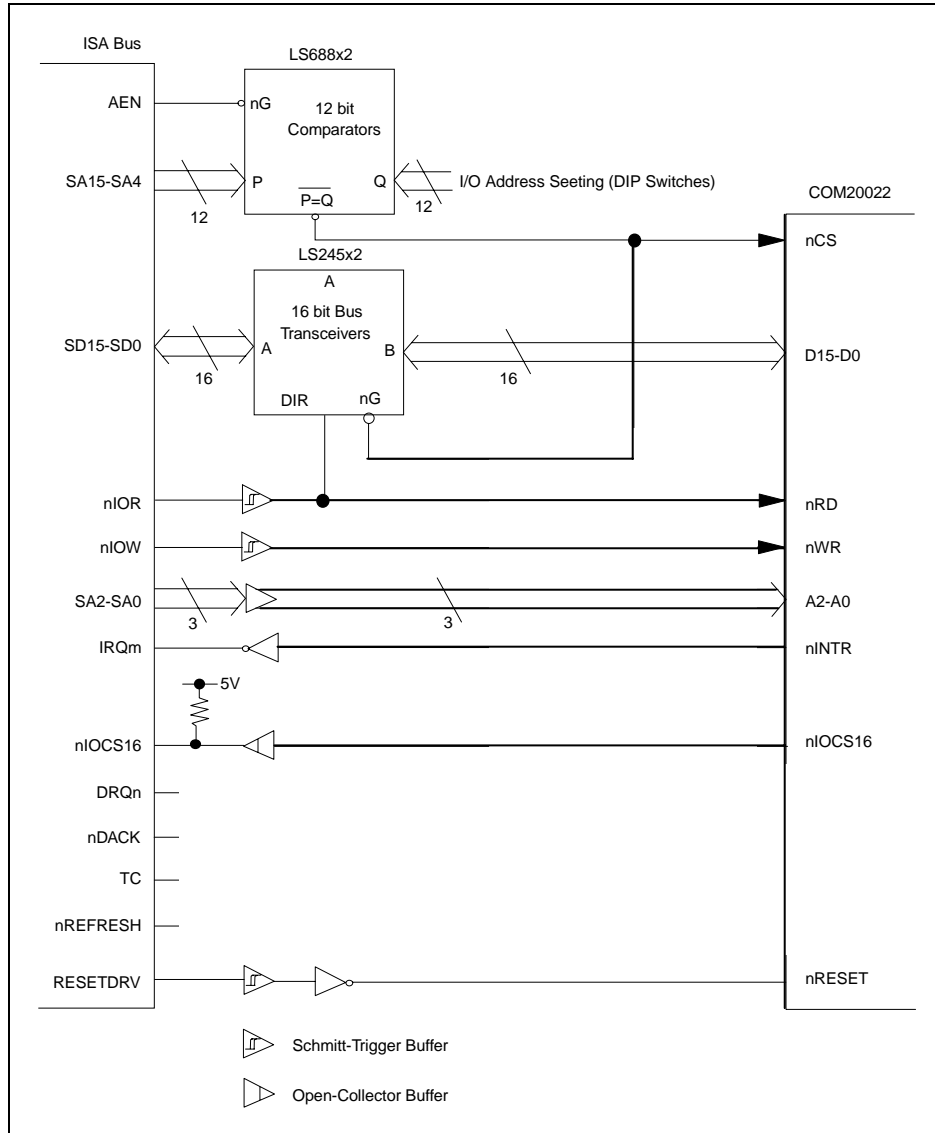 ISA Bus
LS688x2
AEN
nG
12 bit
Comparators
SA15-SA4
12
P
P=Q
Q
12
I/O Address Seeting (DIP Switches)
COM20022
nCS
LS245x2
A
16 bit Bus
Transceivers
SD15-SD0
16
A
B
16
D15-D0
DIR
nG
nIOR
nRD
nIOW
nWR
SA2-SA0
3
3
A2-A0
IRQm
nINTR
5V
nIOCS16
nIOCS16
DRQn
nDACK
TC
nREFRESH
RESETDRV
nRESET
Schmitt-Trigger Buffer
Open-Collector Buffer